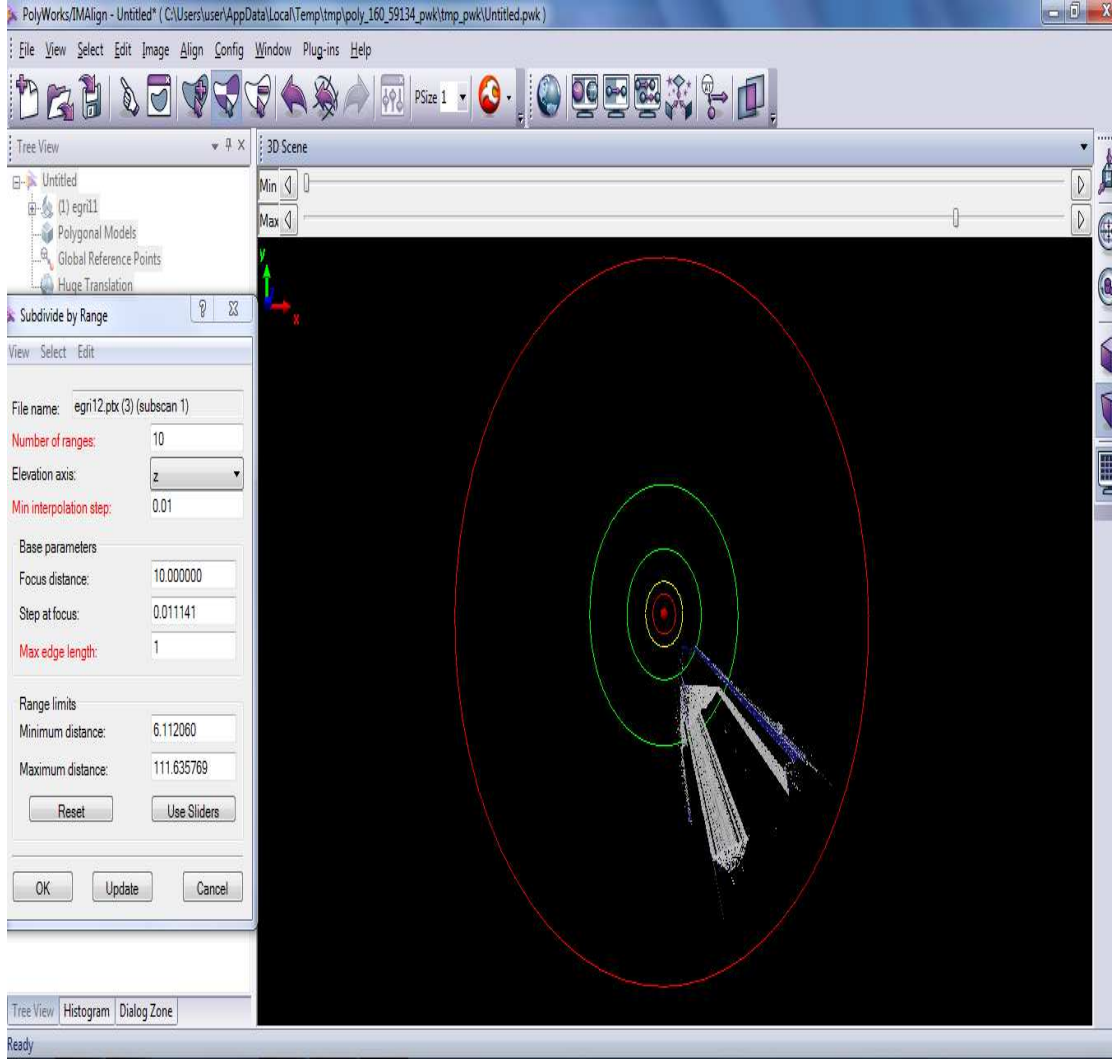 PolyWorks/IMAlign - Untitled* ( C:\Users\user\AppData\Local\Temp\tmp\poly_160_59134_pwk\tmp_pwk\Untitled.pwk )
File View Select Edit Image Align Config Window Plug-ins Help
PSize 1
Tree View
3D Scene
Untitled
(1) egri11
Polygonal Models
Global Reference Points
Huge Translation
Min
Max
y
x
Subdivide by Range
View Select Edit
File name: egri12.ptx (3) (subscan 1)
Number of ranges: 10
Elevation axis: z
Min interpolation step: 0.01
Base parameters
Focus distance: 10.000000
Step at focus: 0.011141
Max edge length: 1
Range limits
Minimum distance: 6.112060
Maximum distance: 111.635769
Reset Use Sliders
OK Update Cancel
Tree View Histogram Dialog Zone
Ready